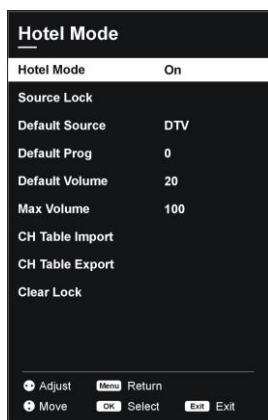 Hotel Mode
Hotel Mode On
Source Lock
Default Source DTV
Default Prog 0
Default Volume 20
Max Volume 100
CH Table Import
CH Table Export
Clear Lock
Adjust Menu Return
Move OK Select Exit Exit